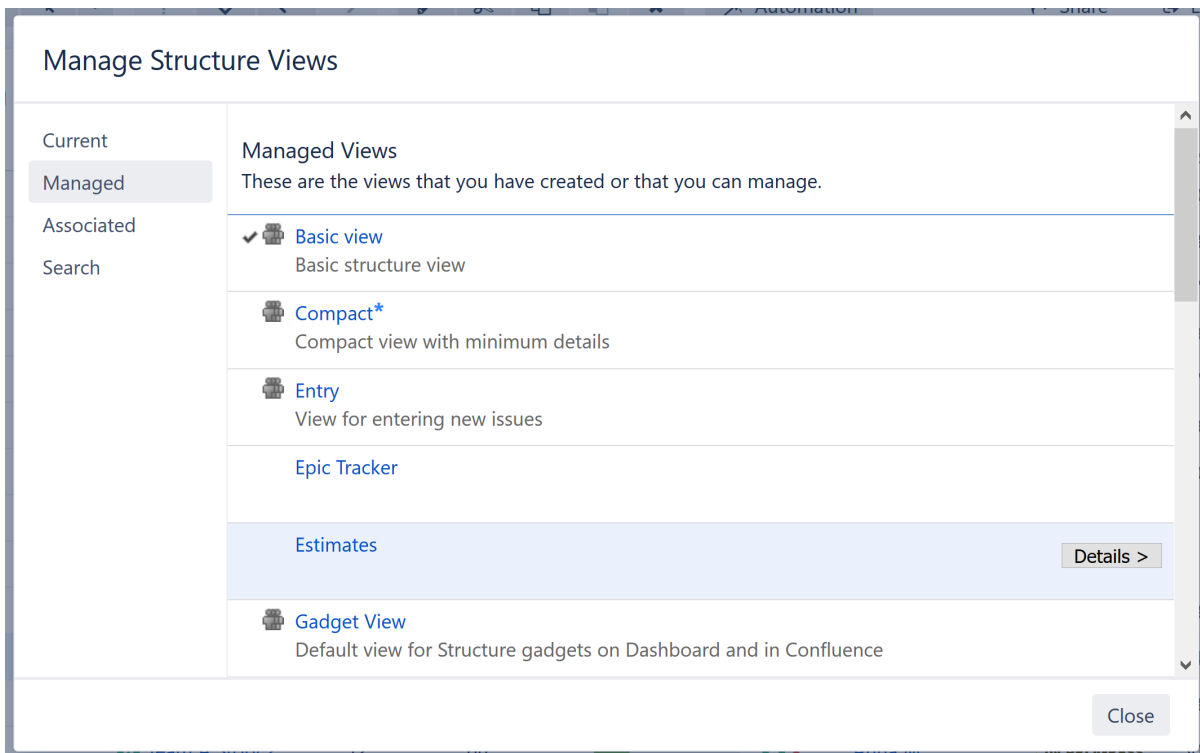 Automation
Share
Manage Structure Views
Current
Managed
Associated
Search
Managed Views
These are the views that you have created or that you can manage.
Basic view
Basic structure view
Compact*
Compact view with minimum details
Entry
View for entering new issues
Epic Tracker
Estimates
Details >
Gadget View
Default view for Structure gadgets on Dashboard and in Confluence
Close